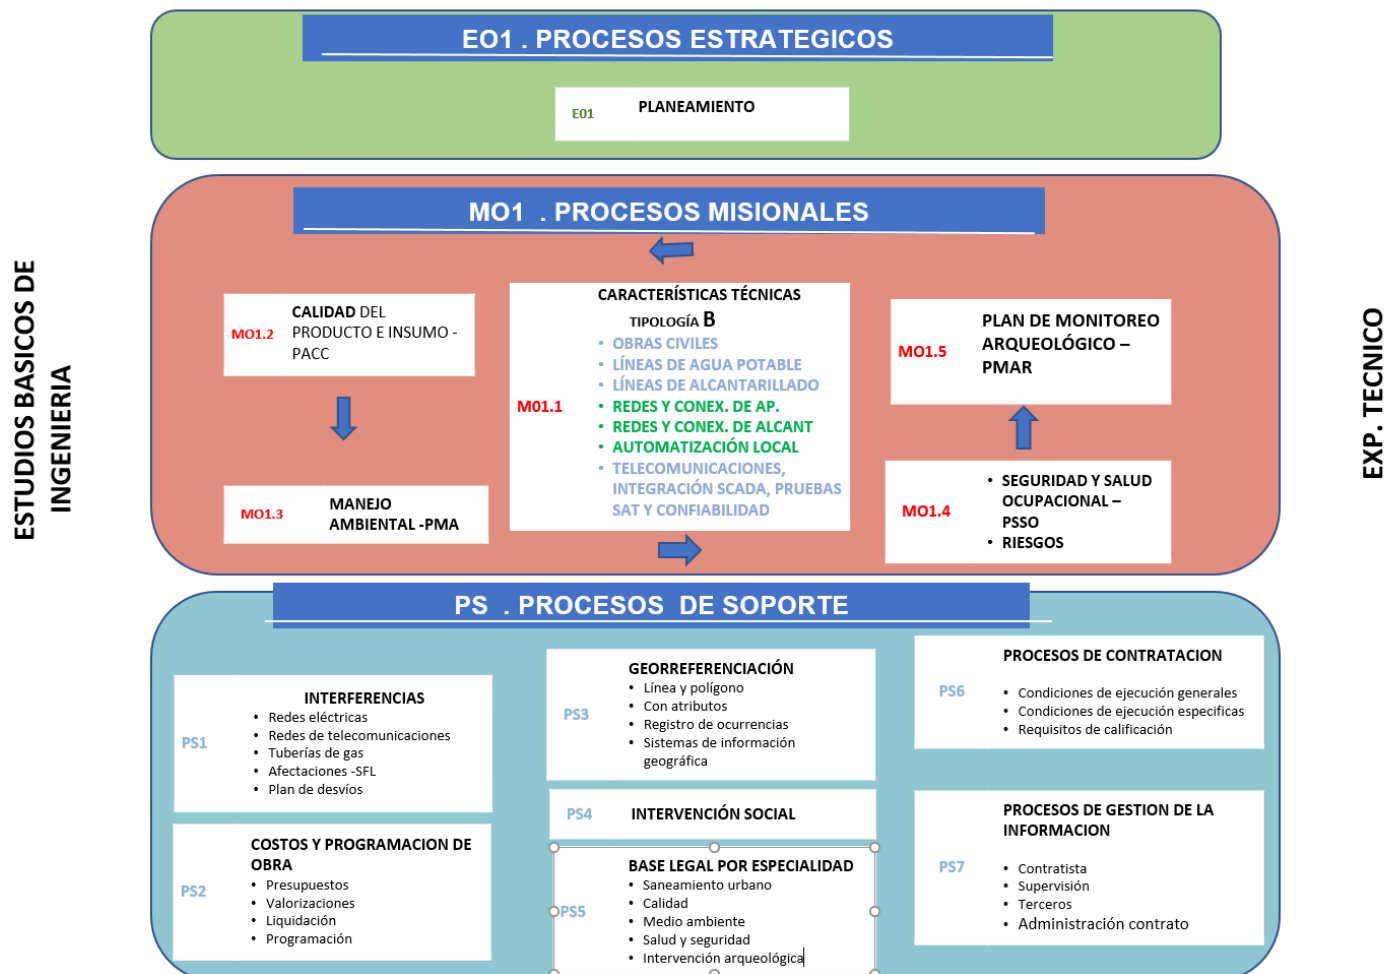 EO1 . PROCESOS ESTRATEGICOS
E01
PLANEAMIENTO
ESTUDIOS BASICOS DE
INGENIERIA
MO1 . PROCESOS MISIONALES
MO1.2
CALIDAD DEL
PRODUCTO E INSUMO -
PACC
MO1.3
MANEJO
AMBIENTAL -PMA
M01.1
CARACTERÍSTICAS TÉCNICAS
TIPOLOGÍA B
• OBRAS CIVILES
• LÍNEAS DE AGUA POTABLE
• LÍNEAS DE ALCANTARILLADO
• REDES Y CONEX. DE AP.
• REDES Y CONEX. DE ALCANT
• AUTOMATIZACIÓN LOCAL
• TELECOMUNICACIONES,
INTEGRACIÓN SCADA, PRUEBAS
SAT Y CONFIABILIDAD
MO1.5
PLAN DE MONITOREO
ARQUEOLÓGICO –
PMAR
MO1.4
• SEGURIDAD Y SALUD
OCUPACIONAL –
PSSO
• RIESGOS
EXP. TECNICO
PS . PROCESOS DE SOPORTE
PS1
INTERFERENCIAS
• Redes eléctricas
• Redes de telecomunicaciones
• Tuberías de gas
• Afectaciones -SFL
• Plan de desvíos
PS2
COSTOS Y PROGRAMACION DE
OBRA
• Presupuestos
• Valorizaciones
• Liquidación
• Programación
PS3
GEORREFERENCIACIÓN
• Línea y polígono
• Con atributos
• Registro de ocurrencias
• Sistemas de información
geográfica
PS4
INTERVENCIÓN SOCIAL
PS5
BASE LEGAL POR ESPECIALIDAD
• Saneamiento urbano
• Calidad
• Medio ambiente
• Salud y seguridad
• Intervención arqueológica
PS6
PROCESOS DE CONTRATACION
• Condiciones de ejecución generales
• Condiciones de ejecución especificas
• Requisitos de calificación
PS7
PROCESOS DE GESTION DE LA
INFORMACION
• Contratista
• Supervisión
• Terceros
• Administración contrato